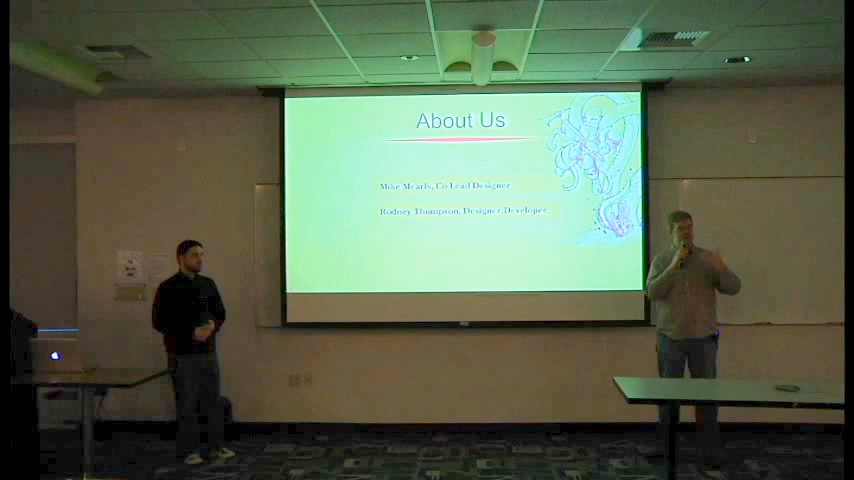 About Us
Mike Mearls, Co Lead Designer
Rodney Thompson, Designer/Developer